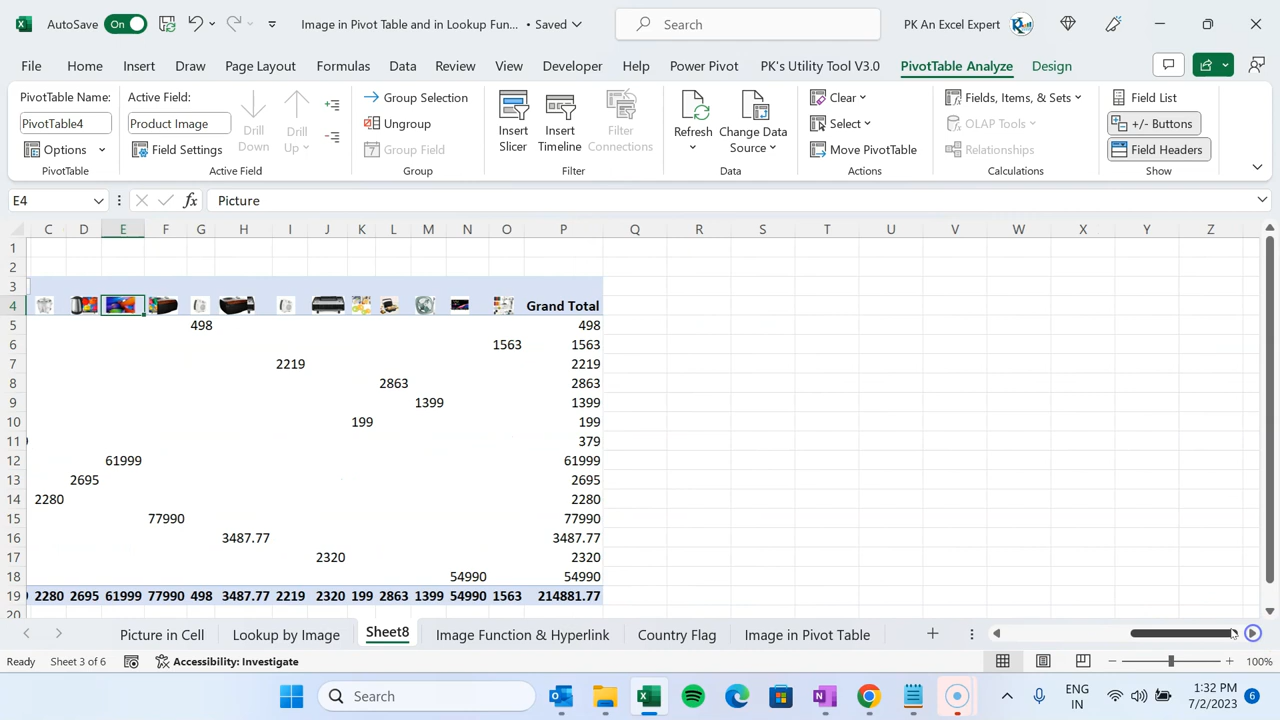 AutoSave On Image in Pivot Table and in Lookup Fun... • Saved Search PK An Excel Expert
File Home Insert Draw Page Layout Formulas Data Review View Developer Help Power Pivot PK's Utility Tool V3.0 PivotTable Analyze Design
PivotTable Name: Active Field: Group Selection Clear Fields, Items, & Sets Field List
PivotTable4 Product Image Drill Down Drill Up Ungroup Insert Slicer Insert Timeline Filter Connections Refresh Change Data Source Select OLAP Tools +/- Buttons
Options Field Settings Group Field Move PivotTable Relationships Field Headers
PivotTable Active Field Group Filter Data Actions Calculations Show
E4 fx Picture
C D E F G H I J K L M N O P Q R S T U V W X Y Z
1
2
3
4 Grand Total
5 498 498
6 1563 1563
7 2219 2219
8 2863 2863
9 1399 1399
10 199 199
11 379
12 61999 61999
13 2695 2695
14 2280 2280
15 77990 77990
16 3487.77 3487.77
17 2320 2320
18 54990 54990
19 2280 2695 61999 77990 498 3487.77 2219 2320 199 2863 1399 54990 1563 214881.77
20
Picture in Cell Lookup by Image Sheet8 Image Function & Hyperlink Country Flag Image in Pivot Table
Ready Sheet 3 of 6 Accessibility: Investigate 100%
Search ENG IN 1:32 PM 7/2/2023 6